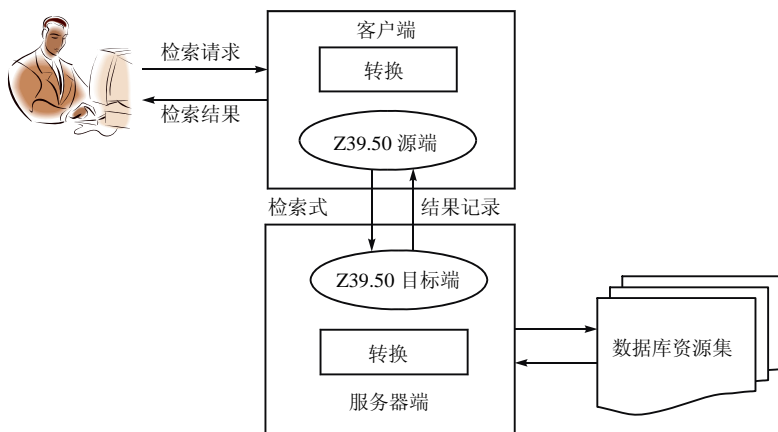 客户端
检索请求
转换
检索结果
Z39.50 源端
检索式
结果记录
Z39.50 目标端
转换
数据库资源集
服务器端